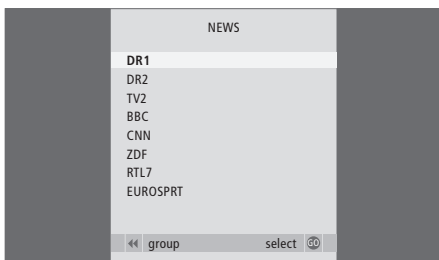 NEWS
DR1
DR2
TV2
BBC
CNN
ZDF
RTL7
EUROSPRT
group select GO